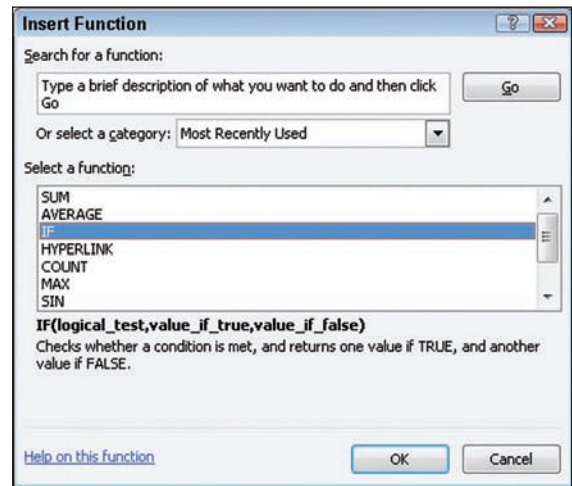 Insert Function
Search for a function:
Type a brief description of what you want to do and then click
Go
Go
Or select a category: Most Recently Used
Select a function:
SUM
AVERAGE
IF
HYPERLINK
COUNT
MAX
SIN
IF(logical_test,value_if_true,value_if_false)
Checks whether a condition is met, and returns one value if TRUE, and another
value if FALSE.
Help on this function
OK
Cancel